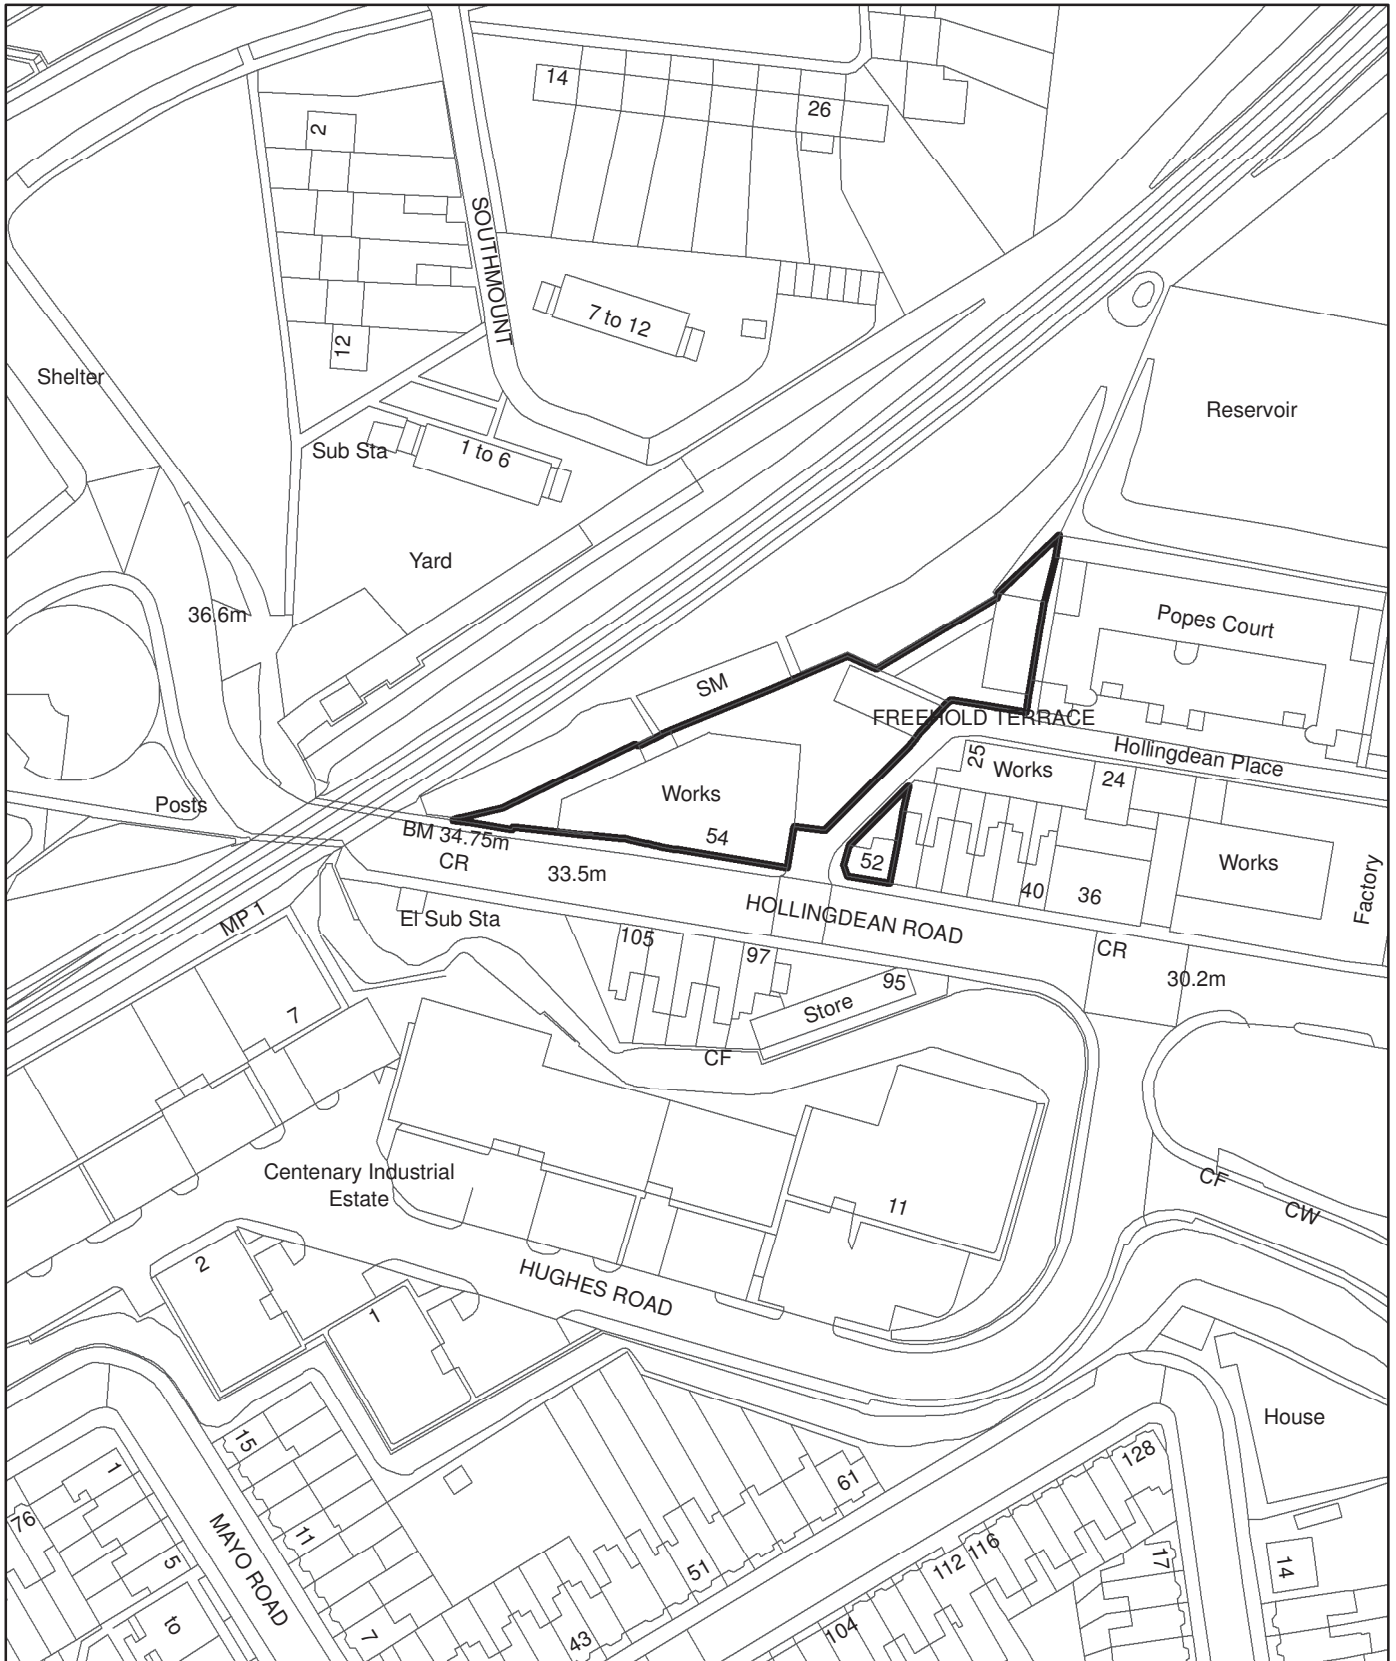 14
26
2
SOUTHMOUNT
7 to 12
12
Shelter
Reservoir
Sub Sta
1 to 6
Yard
36.6m
Popes Court
SM
FREEHOLD TERRACE
Hollingdean Place
25
Works
24
Works
Posts
54
BM 34.75m
CR
33.5m
52
40
36
Works
Factory
MP 1
El Sub Sta
HOLLINGDEAN ROAD
105
97
95
Store
CR
30.2m
7
CF
Centenary Industrial
Estate
11
CF
CW
2
HUGHES ROAD
1
House
15
128
1
61
76
11
MAYO ROAD
5
51
112
116
17
14
to
7
43
104